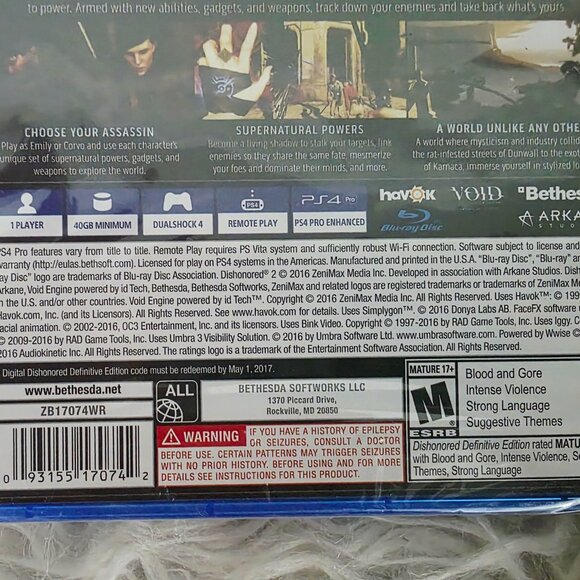 to power. Armed with new abilities, gadgets, and weapons, track down your enemies and take back what's yours.
CHOOSE YOUR ASSASSIN
Play as Emily or Corvo and use each character's
unique set of supernatural powers, gadgets, and
weapons to explore the world.
SUPERNATURAL POWERS
Become a living shadow to stalk your targets, link
enemies so they share the same fate, mesmerize
your foes and dominate their minds, and more.
A WORLD UNLIKE ANY OTHE
A world where mysticism and industry collid
the rat-infested streets of Dunwall to the exot
of Karnaca, immerse yourself in stylized
1 PLAYER
40GB MINIMUM
DUALSHOCK 4
PS4
REMOTE PLAY
PS4 Pro
PS4 PRO ENHANCED
havok
VOID
Bethes
Blu-ray Disc
ARKAN
STUDIOS
PS4 Pro features vary from title to title. Remote Play requires PS Vita system and sufficiently robust Wi-Fi connection. Software subject to license and
warranty (http://eulas.bethsoft.com). Licensed for play on PS4 systems in the Americas. Manufactured and printed in the U.S.A. "Blu-ray Disc", "Blu-ray" an
ay Disc" logo are trademarks of Blu-ray Disc Association. Dishonored® 2 © 2016 ZeniMax Media Inc. Developed in association with Arkane Studios. Dish
Arkane, Void Engine powered by id Tech, Bethesda, Bethesda Softworks, ZeniMax and related logos are registered trademarks or trademarks of ZeniMax Me
n the U.S. and/or other countries. Void Engine powered by id Tech™. Copyright © 2016 ZeniMax Media Inc. All Rights Reserved. Uses Havok™: © 199
Havok.com, Inc. (and its Licensors). All Rights Reserved. See www.havok.com for details. Uses Simplygon™. Copyright © 2016 Donya Labs AB. FaceFX software
acial animation. © 2002-2016, OC3 Entertainment, Inc. and its licensors. Uses Bink Video. Copyright © 1997-2016 by RAD Game Tools, Inc. Uses Iggy. C
© 2009-2016 by RAD Game Tools, Inc. Uses Umbra 3 Visibility Solution. © 2016 by Umbra Software Ltd. www.umbrasoftware.com. Powered by Wwise ©
2016 Audiokinetic Inc. All rights reserved. The ratings logo is a trademark of Entertainment Software Association.
Digital Dishonored Definitive Edition code must be redeemed by May 1, 2017.
www.bethesda.net
ZB17074WR
0 93155 17074 2
ALL
BETHESDA SOFTWORKS LLC
1370 Piccard Drive,
Rockville, MD 20850
WARNING IF YOU HAVE A HISTORY OF EPILEPSY
OR SEIZURES, CONSULT A DOCTOR
BEFORE USE. CERTAIN PATTERNS MAY TRIGGER SEIZURES
WITH NO PRIOR HISTORY. BEFORE USING AND FOR MORE
DETAILS SEE INSTRUCTIONS FOR THIS PRODUCT.
MATURE 17+
M
ESRB
Blood and Gore
Intense Violence
Strong Language
Suggestive Themes
Dishonored Definitive Edition rated MATU
with Blood and Gore, Intense Violence, Se
Themes, Strong Language